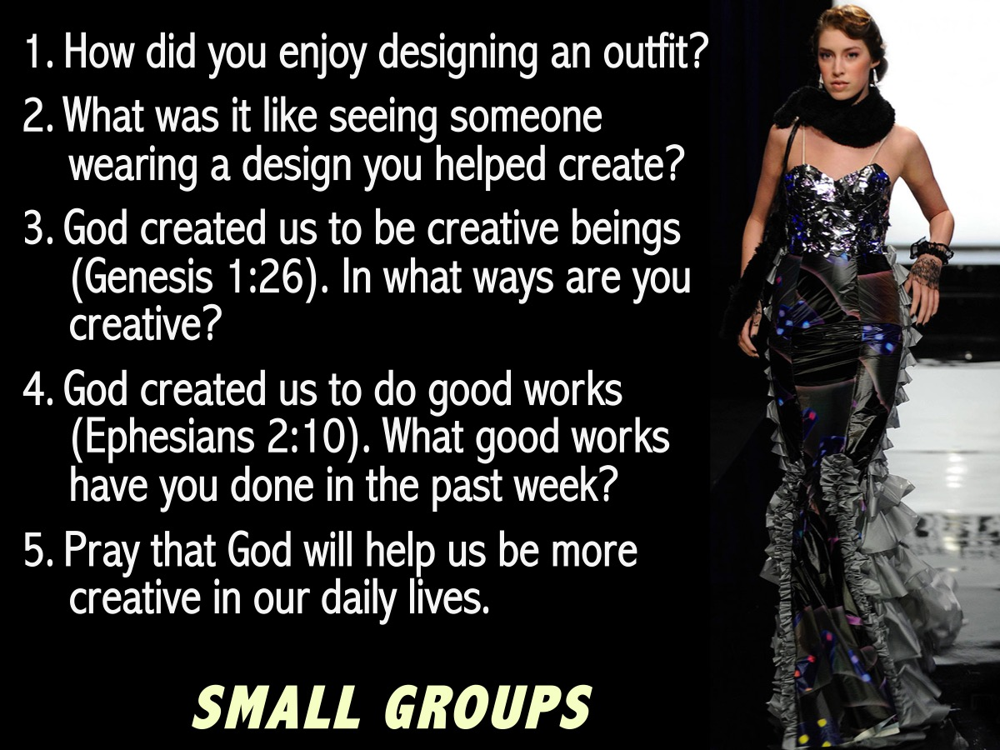 1. How did you enjoy designing an outfit?
2. What was it like seeing someone
wearing a design you helped create?
3. God created us to be creative beings
(Genesis 1:26). In what ways are you
creative?
4. God created us to do good works
(Ephesians 2:10). What good works
have you done in the past week?
5. Pray that God will help us be more
creative in our daily lives.
SMALL GROUPS